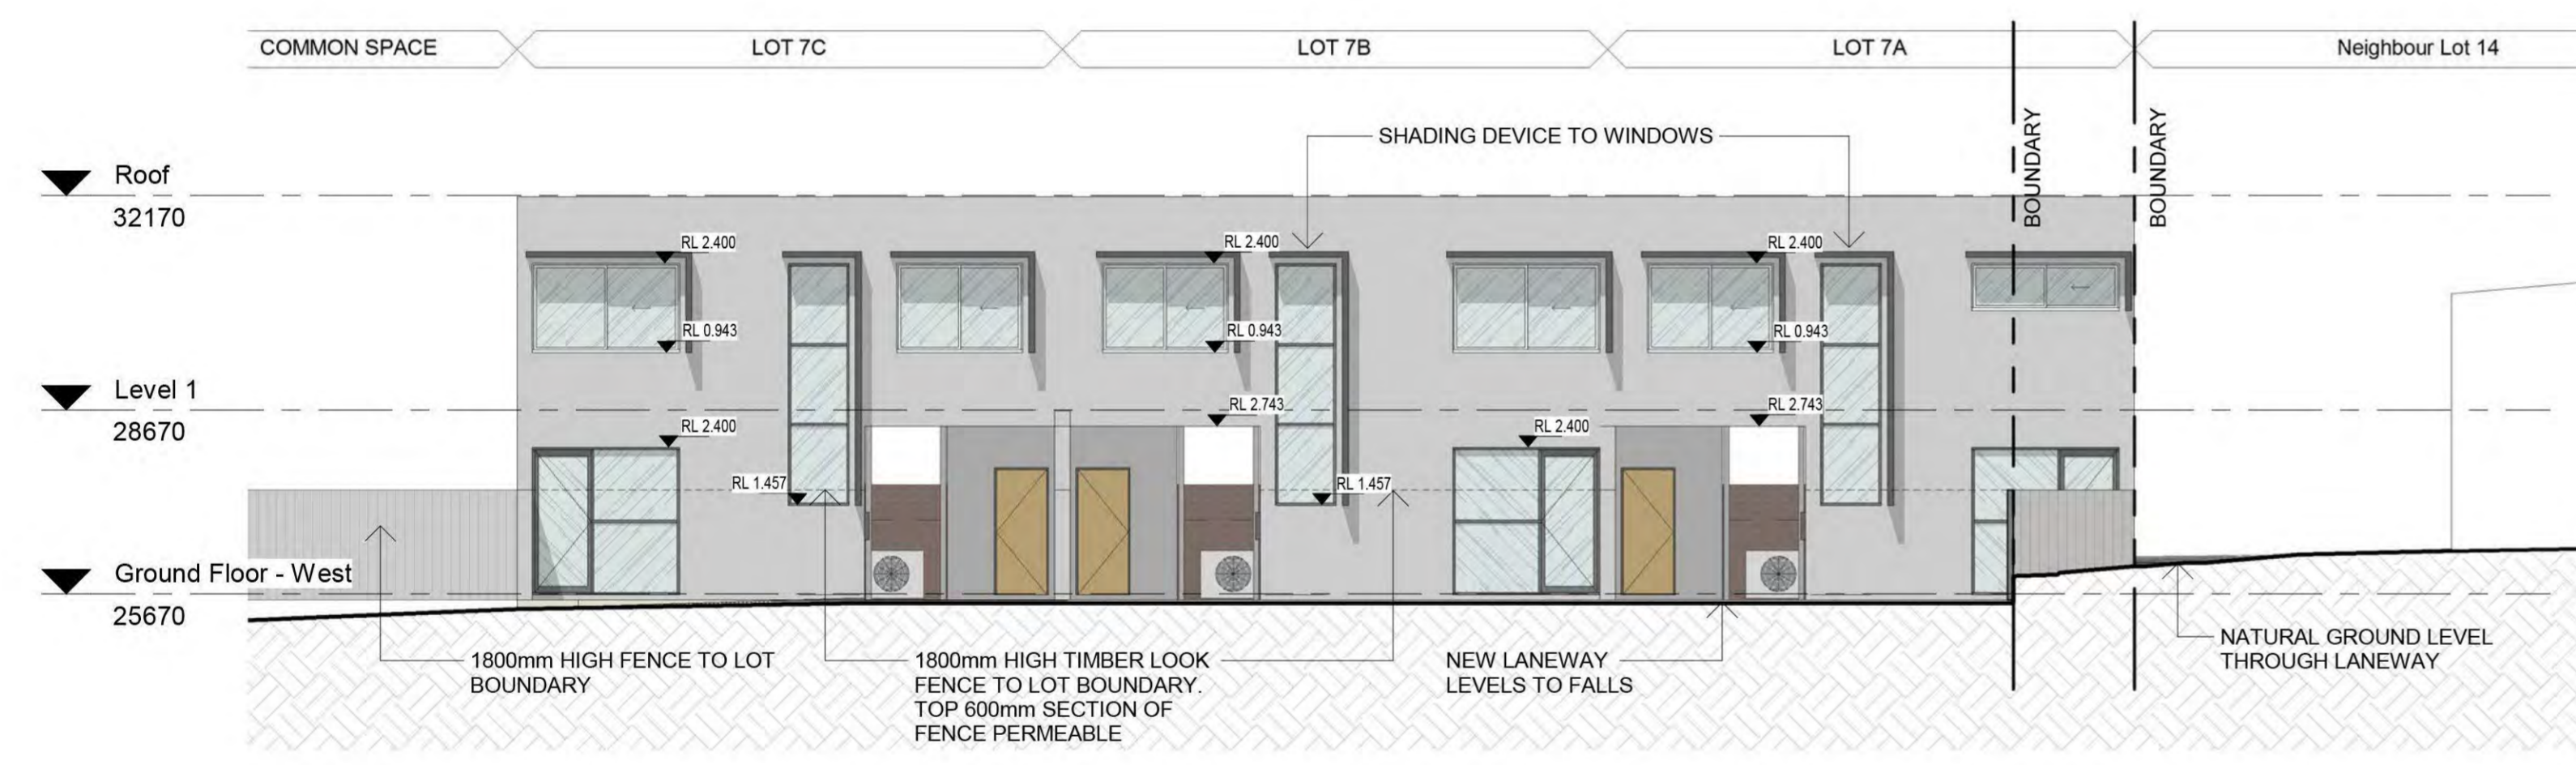 COMMON SPACE
LOT 7C
LOT 7B
LOT 7A
Neighbour Lot 14
BOUNDARY
BOUNDARY
SHADING DEVICE TO WINDOWS
Roof
32170
RL 2.400
RL 2.400
RL 2.400
RL 0.943
RL 0.943
RL 0.943
Level 1
28670
RL 2.743
RL 2.743
RL 2.400
RL 2.400
RL 1.457
RL 1.457
Ground Floor - West
25670
1800mm HIGH FENCE TO LOT
BOUNDARY
1800mm HIGH TIMBER LOOK
FENCE TO LOT BOUNDARY.
TOP 600mm SECTION OF
FENCE PERMEABLE
NEW LANEWAY
LEVELS TO FALLS
NATURAL GROUND LEVEL
THROUGH LANEWAY